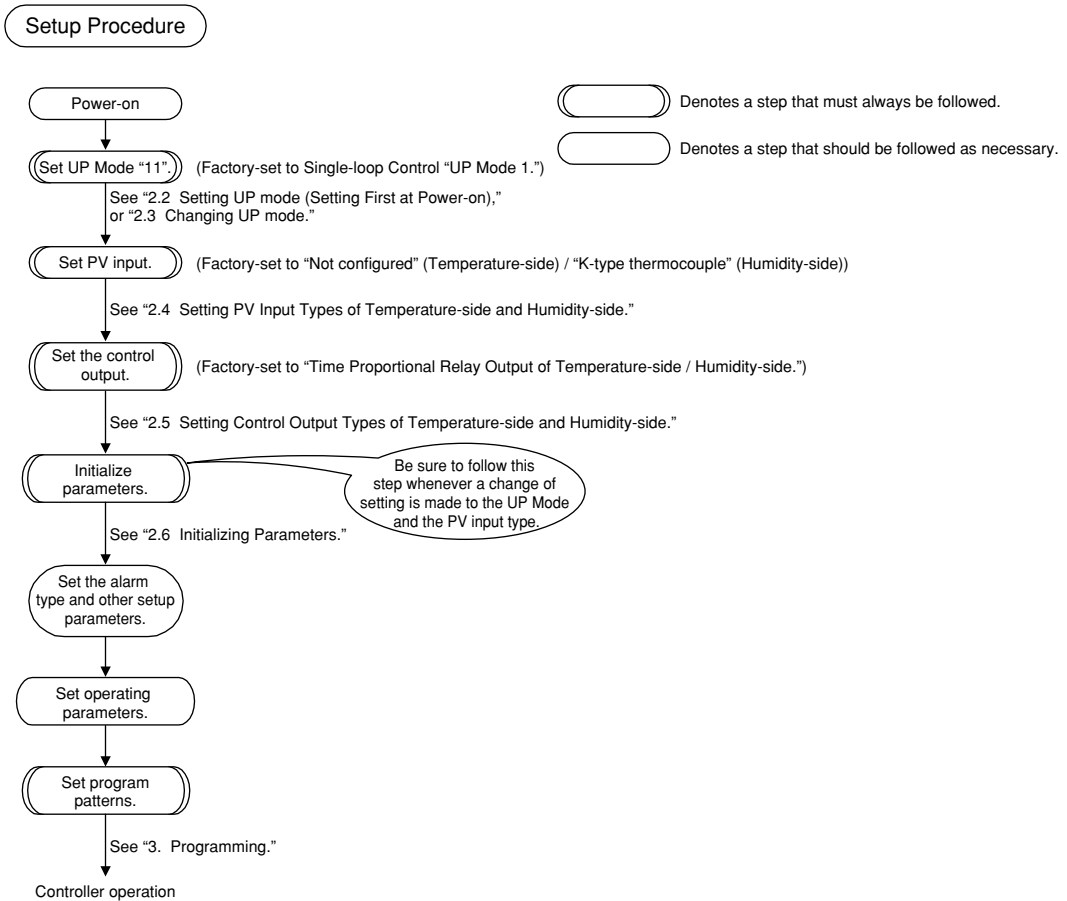 Setup Procedure
Power-on
Denotes a step that must always be followed.
Denotes a step that should be followed as necessary.
Set UP Mode “11”.
(Factory-set to Single-loop Control “UP Mode 1.”)
See “2.2 Setting UP mode (Setting First at Power-on),”
or “2.3 Changing UP mode.”
Set PV input.
(Factory-set to “Not configured” (Temperature-side) / “K-type thermocouple” (Humidity-side))
See “2.4 Setting PV Input Types of Temperature-side and Humidity-side.”
Set the control
output.
(Factory-set to “Time Proportional Relay Output of Temperature-side / Humidity-side.”)
See “2.5 Setting Control Output Types of Temperature-side and Humidity-side.”
Initialize
parameters.
Be sure to follow this
step whenever a change of
setting is made to the UP Mode
and the PV input type.
See “2.6 Initializing Parameters.”
Set the alarm
type and other setup
parameters.
Set operating
parameters.
Set program
patterns.
See “3. Programming.”
Controller operation